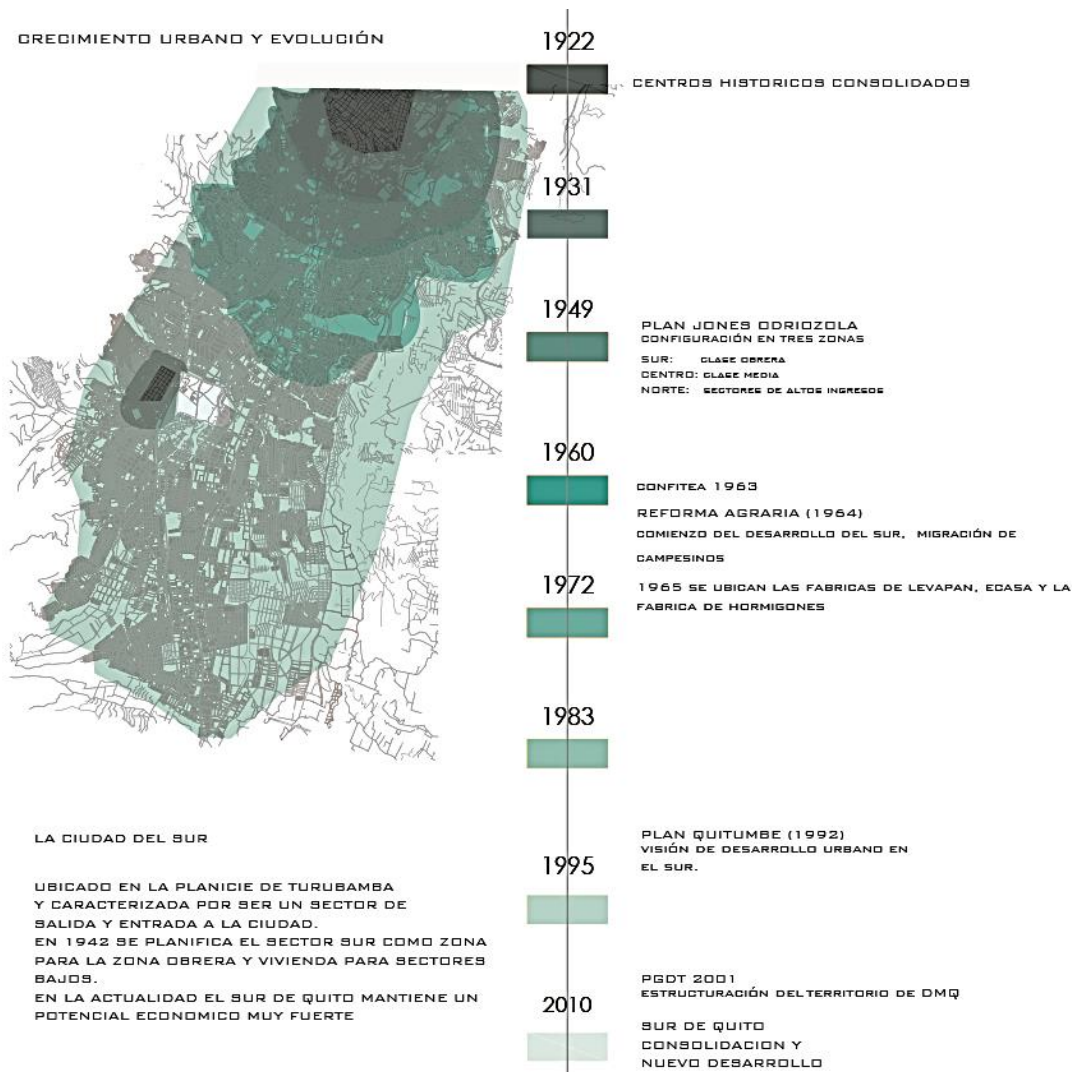 CRECIMIENTO URBANO Y EVOLUCIÓN
1922
CENTROS HISTORICOS CONSOLIDADOS
1931
1949
PLAN JONES ODRIOZOLA
CONFIGURACIÓN EN TRES ZONAS
SUR: CLASE OBRERA
CENTRO: CLASE MEDIA
NORTE: SECTORES DE ALTOS INGRESOS
1960
CONFITEA 1963
REFORMA AGRARIA (1964)
COMIENZO DEL DESARROLLO DEL SUR, MIGRACIÓN DE
CAMPESINOS
1972
1965 SE UBICAN LAS FABRICAS DE LEVAPAN, ECASA Y LA
FABRICA DE HORMIGONES
1983
LA CIUDAD DEL SUR
UBICADO EN LA PLANICIE DE TURUBAMBA
Y CARACTERIZADA POR SER UN SECTOR DE
SALIDA Y ENTRADA A LA CIUDAD.
EN 1942 SE PLANIFICA EL SECTOR SUR COMO ZONA
PARA LA ZONA OBRERA Y VIVIENDA PARA SECTORES
BAJOS.
EN LA ACTUALIDAD EL SUR DE QUITO MANTIENE UN
POTENCIAL ECONOMICO MUY FUERTE
PLAN QUITUMBE (1992)
VISIÓN DE DESARROLLO URBANO EN
EL SUR.
1995
PGDT 2001
ESTRUCTURACIÓN DEL TERRITORIO DE DMQ
2010
SUR DE QUITO
CONSOLIDACION Y
NUEVO DESARROLLO